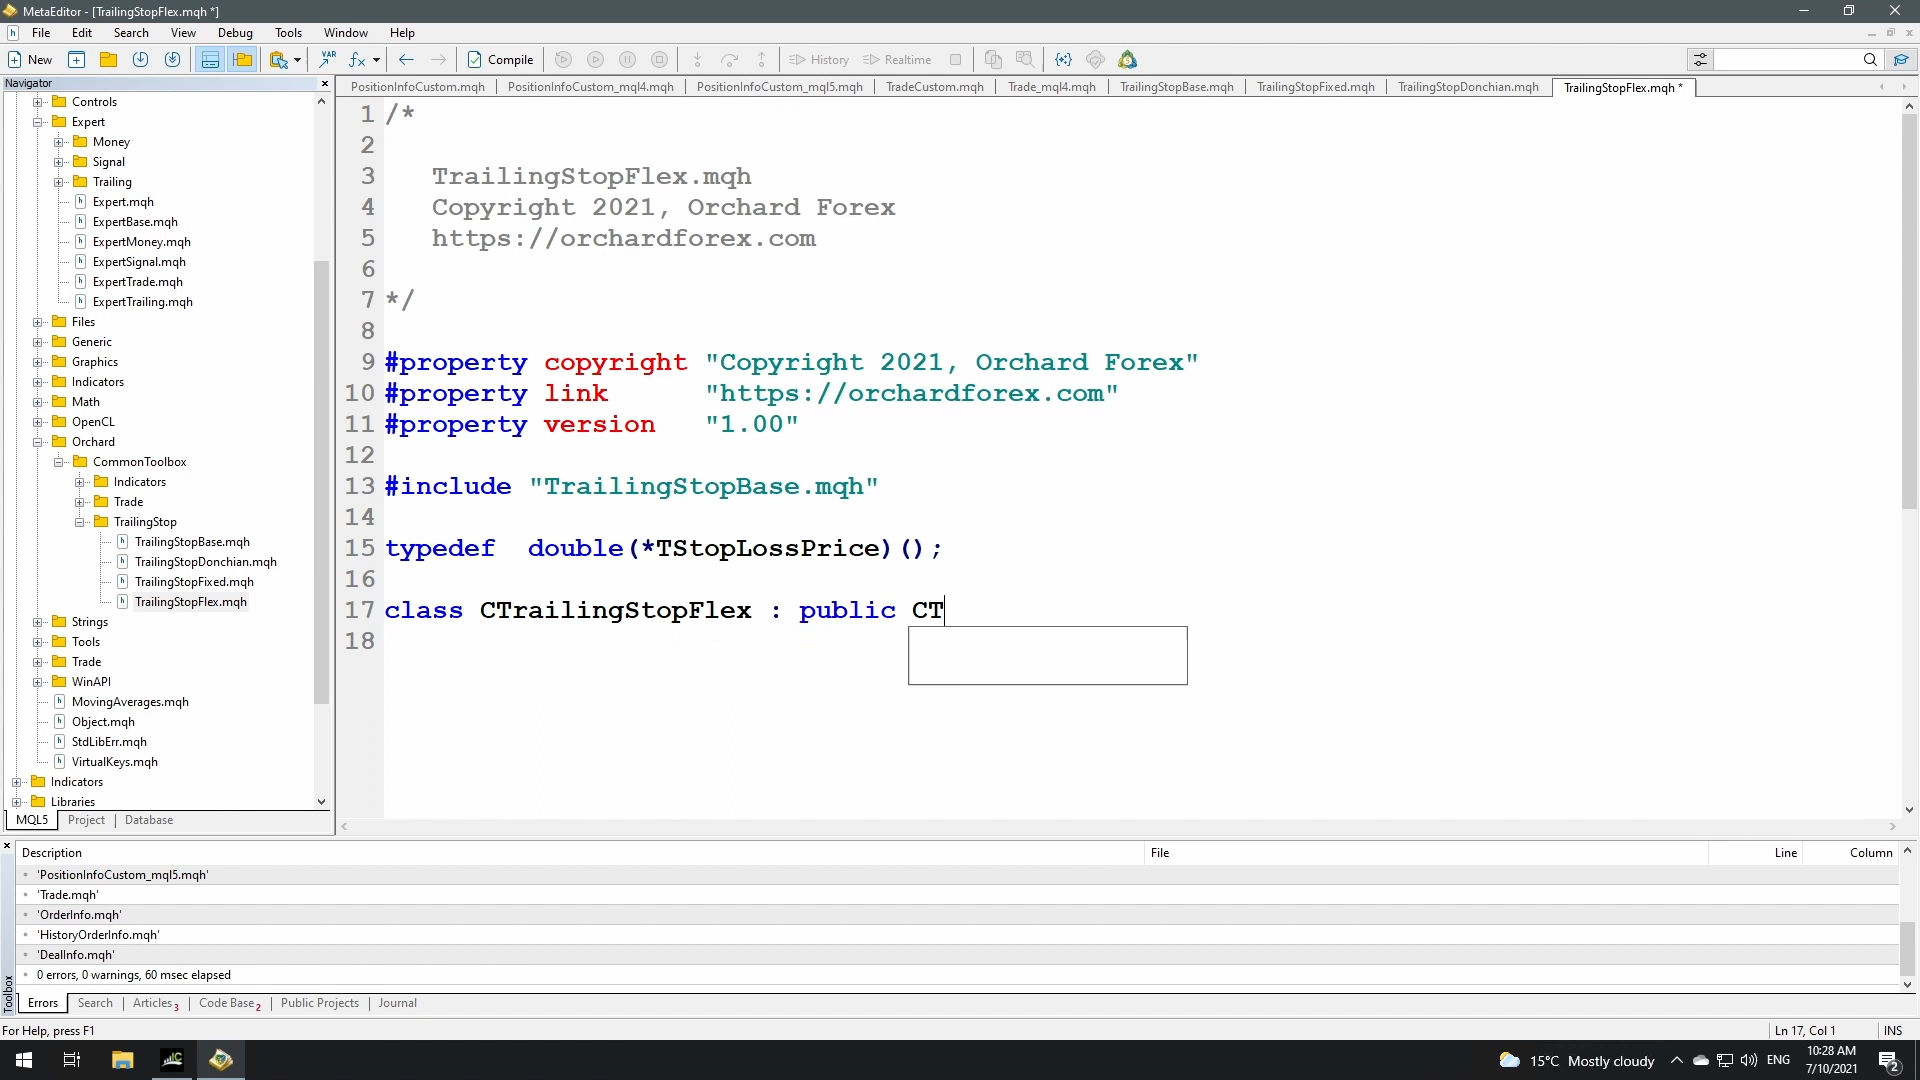 MetaEditor - [TrailingStopFlex.mqh *]
File Edit Search View Debug Tools Window Help
New VAR fx Compile History Realtime
Navigator
PositionInfoCustom.mqh PositionInfoCustom_mql4.mqh PositionInfoCustom_mql5.mqh TradeCustom.mqh Trade_mql4.mqh TrailingStopBase.mqh TrailingStopFixed.mqh TrailingStopDonchian.mqh TrailingStopFlex.mqh *
Controls
Expert
Money
Signal
Trailing
Expert.mqh
ExpertBase.mqh
ExpertMoney.mqh
ExpertSignal.mqh
ExpertTrade.mqh
ExpertTrailing.mqh
Files
Generic
Graphics
Indicators
Math
OpenCL
Orchard
CommonToolbox
Indicators
Trade
TrailingStop
TrailingStopBase.mqh
TrailingStopDonchian.mqh
TrailingStopFixed.mqh
TrailingStopFlex.mqh
Strings
Tools
Trade
WinAPI
MovingAverages.mqh
Object.mqh
StdLibErr.mqh
VirtualKeys.mqh
Indicators
Libraries
MQL5 Project Database
1 /*
2
3 TrailingStopFlex.mqh
4 Copyright 2021, Orchard Forex
5 https://orchardforex.com
6
7 */
8
9 #property copyright "Copyright 2021, Orchard Forex"
10 #property link "https://orchardforex.com"
11 #property version "1.00"
12
13 #include "TrailingStopBase.mqh"
14
15 typedef double(*TStopLossPrice)();
16
17 class CTrailingStopFlex : public CT
18
Description File Line Column
'PositionInfoCustom_mql5.mqh'
'Trade.mqh'
'OrderInfo.mqh'
'HistoryOrderInfo.mqh'
'DealInfo.mqh'
0 errors, 0 warnings, 60 msec elapsed
Toolbox
Errors Search Articles 3 Code Base 2 Public Projects Journal
For Help, press F1 Ln 17, Col 1 INS
15°C Mostly cloudy ENG 10:28 AM
7/10/2021
2